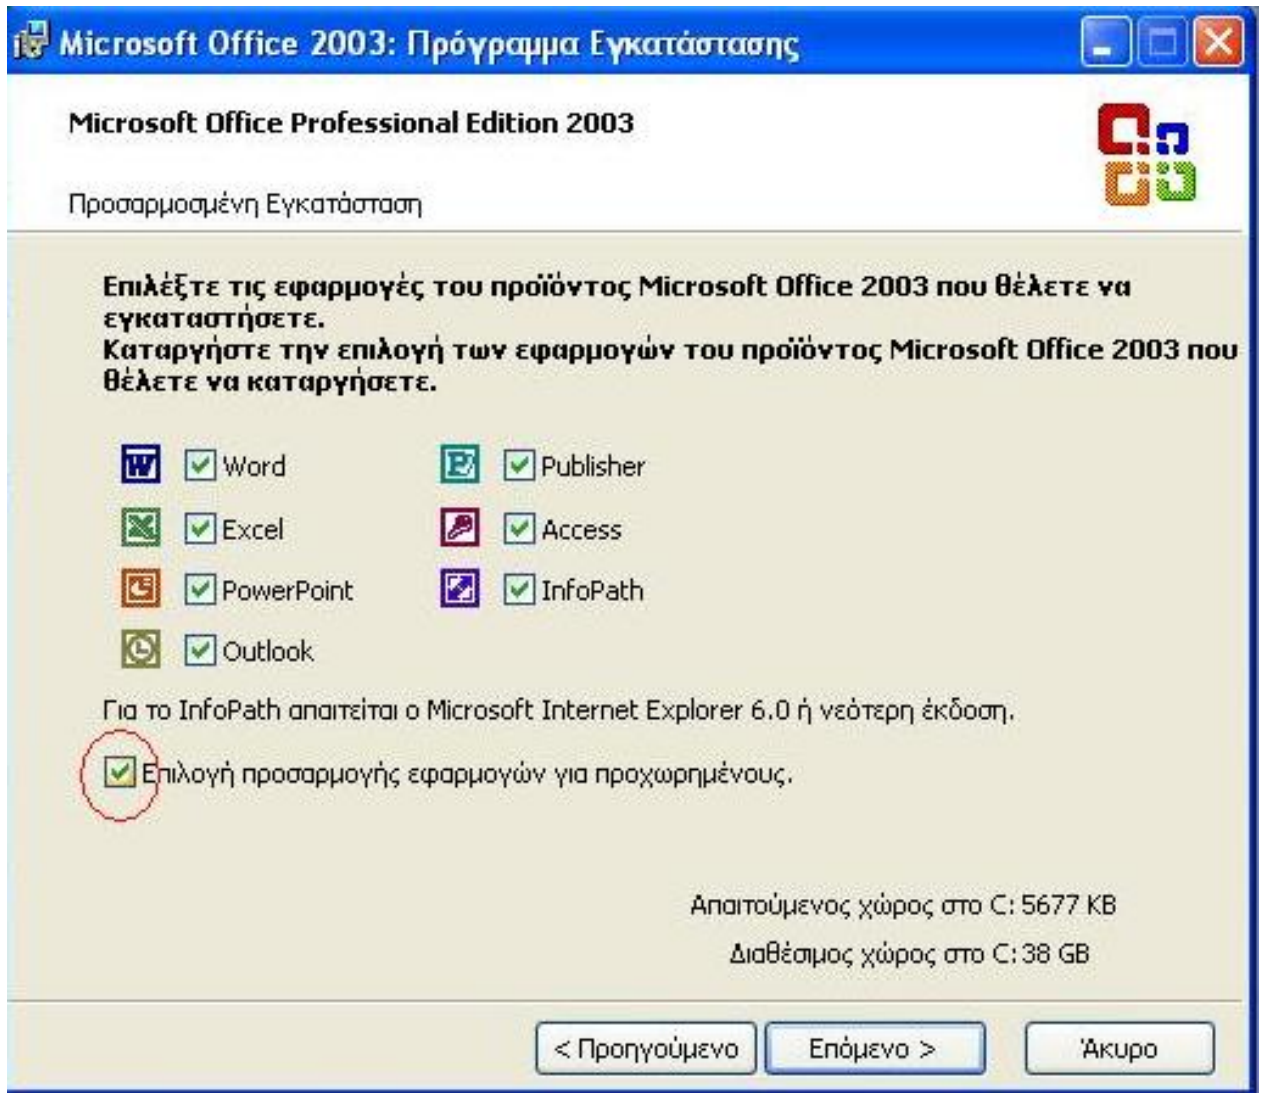 Microsoft Office 2003: Πρόγραμμα Εγκατάστασης
Microsoft Office Professional Edition 2003
Προσαρμοσμένη Εγκατάσταση
Επιλέξτε τις εφαρμογές του προϊόντος Microsoft Office 2003 που θέλετε να
εγκαταστήσετε.
Καταργήστε την επιλογή των εφαρμογών του προϊόντος Microsoft Office 2003 που
θέλετε να καταργήσετε.
Word Publisher
Excel Access
PowerPoint InfoPath
Outlook
Για το InfoPath απαιτείται ο Microsoft Internet Explorer 6.0 ή νεότερη έκδοση.
Επιλογή προσαρμογής εφαρμογών για προχωρημένους.
Απαιτούμενος χώρος στο C: 5677 KB
Διαθέσιμος χώρος στο C: 38 GB
< Προηγούμενο Επόμενο > Άκυρο